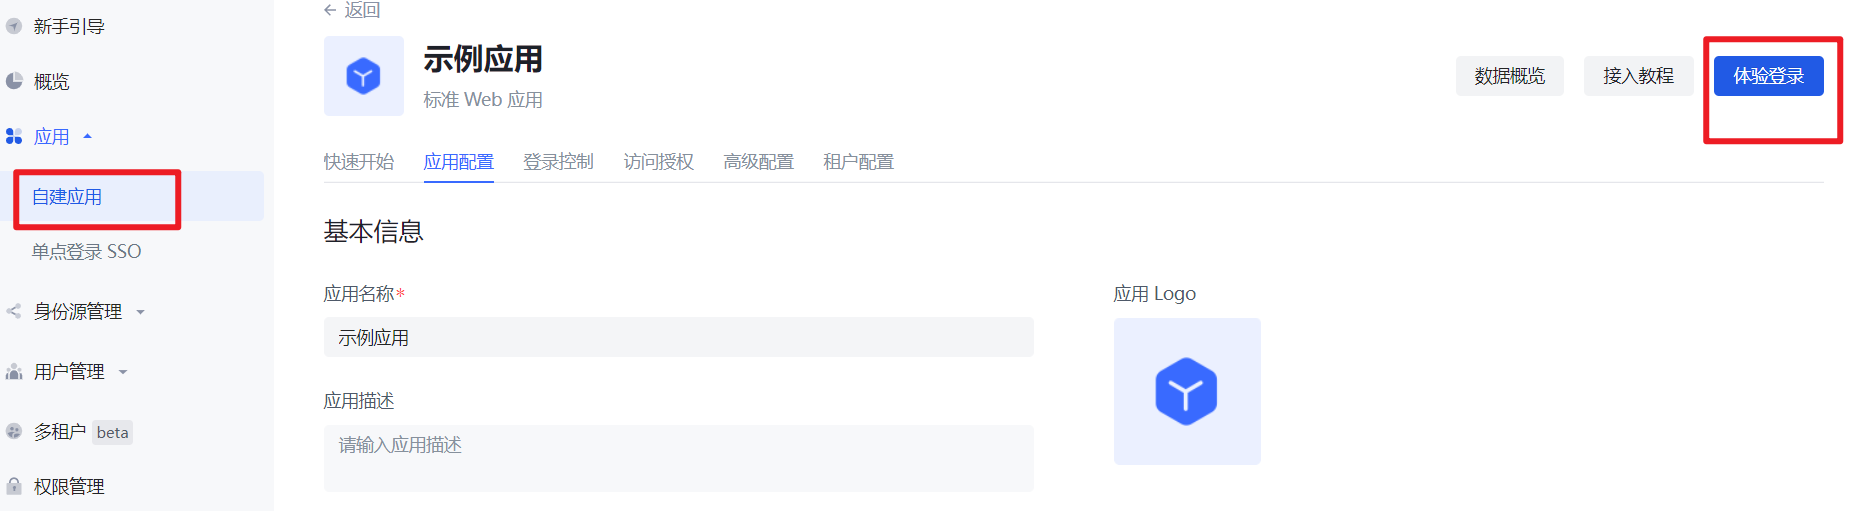 新手引导
概览
应用
自建应用
单点登录 SSO
身份源管理
用户管理
多租户 beta
权限管理
返回
示例应用
标准 Web 应用
数据概览 接入教程 体验登录
快速开始 应用配置 登录控制 访问授权 高级配置 租户配置
基本信息
应用名称*
示例应用
应用描述
请输入应用描述
应用 Logo